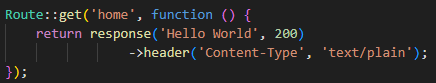 Route::get('home', function () {
    return response('Hello World', 200)
                ->header('Content-Type', 'text/plain');
});